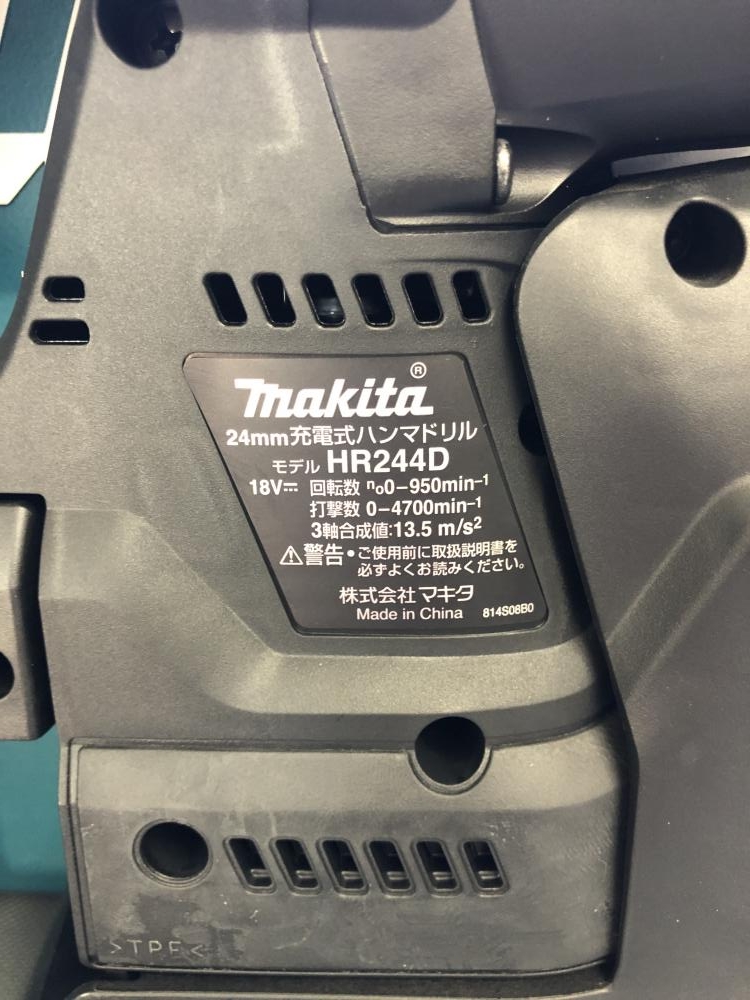 makita®
24mm充電式ハンマドリル
モデル HR244D
18V⎓ 回転数 n₀0-950min⁻¹
打撃数 0-4700min⁻¹
3軸合成値:13.5 m/s²
⚠警告・ご使用前に取扱説明書を
必ずよくお読みください。
株式会社マキタ
Made in China 814S08B0
>TPE<